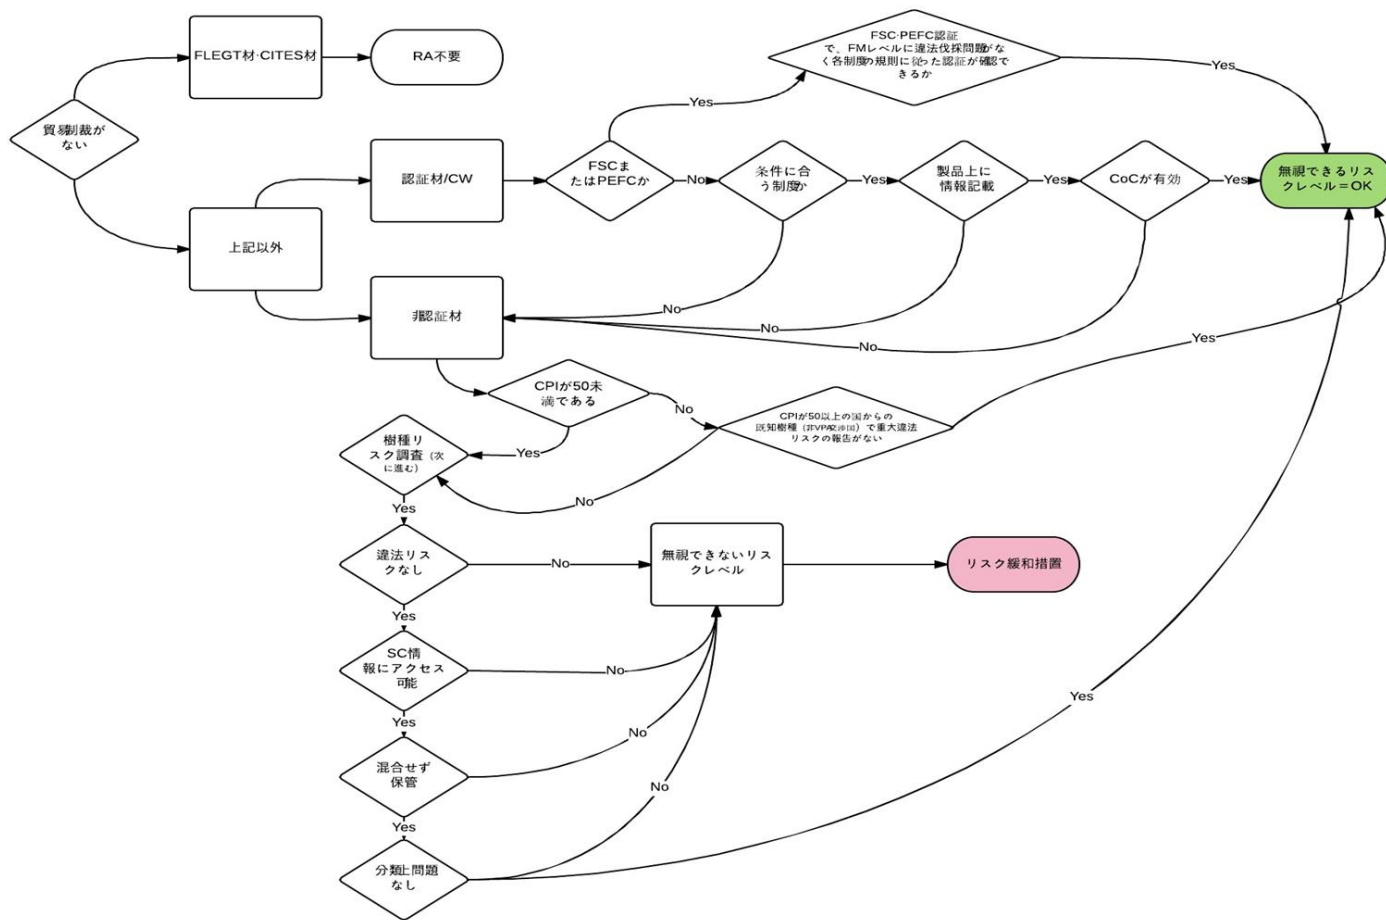 FLEGT材·CITES材
RA不要
FSC·PEFC認証
で、FMレベルに違法伐採問題がな
く各制度の規則に従った認証が確認で
きるか
Yes
貿易制裁が
ない
Yes
認証材/CW
FSCま
たはPEFCか
No
条件に合
う制度か
Yes
製品上に
情報記載
Yes
CoCが有効
Yes
無視できるリス
クレベル＝OK
上記以外
非認証材
No
No
No
Yes
CPIが50未
満である
No
CPIが50以上の国からの
既知樹種（非VPA交渉国）で重大違法
リスクの報告がない
樹種リ
スク調査（次
に進む）
Yes
No
Yes
違法リス
クなし
No
無視できないリス
クレベル
リスク緩和措置
Yes
SC情
報にアクセス
可能
No
Yes
Yes
混合せず
保管
No
No
Yes
分類上問題
なし